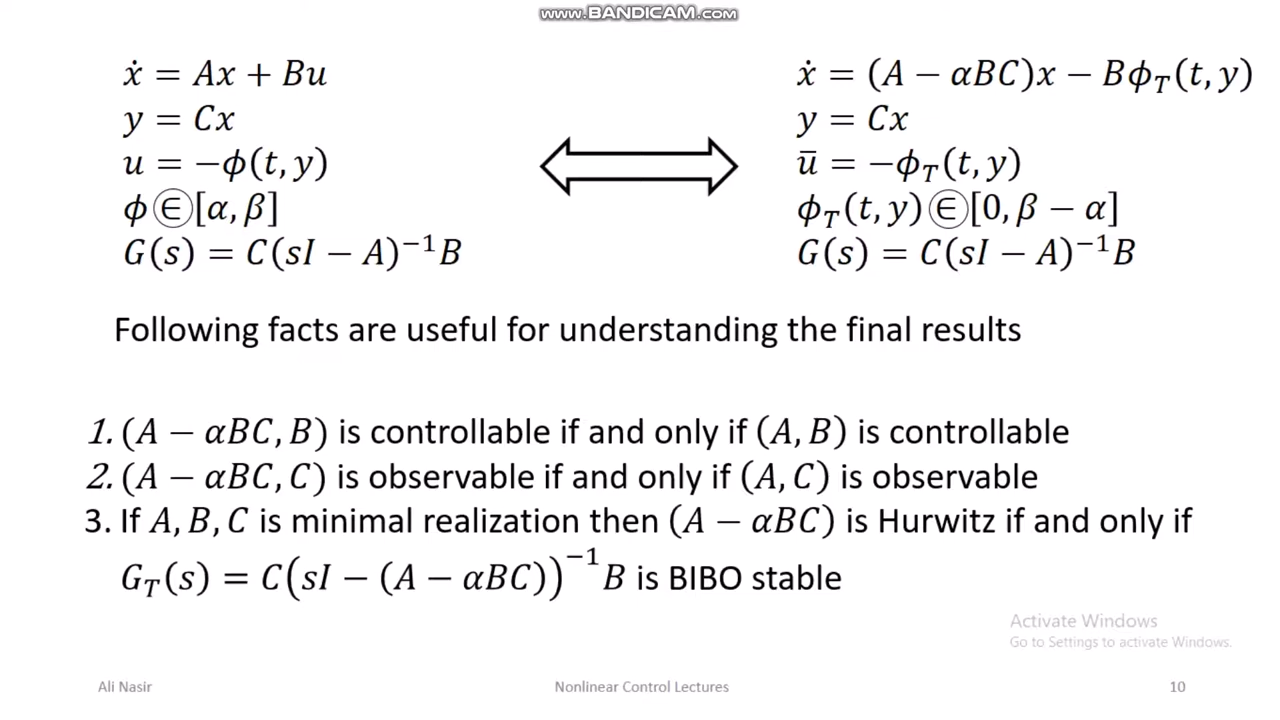 www.BANDICAM.com
ẋ = Ax + Bu
y = Cx
u = −ϕ(t, y)
ϕ ∈ [α, β]
G(s) = C(sI − A)⁻¹B
ẋ = (A − αBC)x − Bϕ_T(t, y)
y = Cx
ū = −ϕ_T(t, y)
ϕ_T(t, y) ∈ [0, β − α]
G(s) = C(sI − A)⁻¹B
Following facts are useful for understanding the final results
1. (A − αBC, B) is controllable if and only if (A, B) is controllable
2. (A − αBC, C) is observable if and only if (A, C) is observable
3. If A, B, C is minimal realization then (A − αBC) is Hurwitz if and only if
G_T(s) = C(sI − (A − αBC))⁻¹B is BIBO stable
Activate Windows
Go to Settings to activate Windows.
Ali Nasir
Nonlinear Control Lectures
10